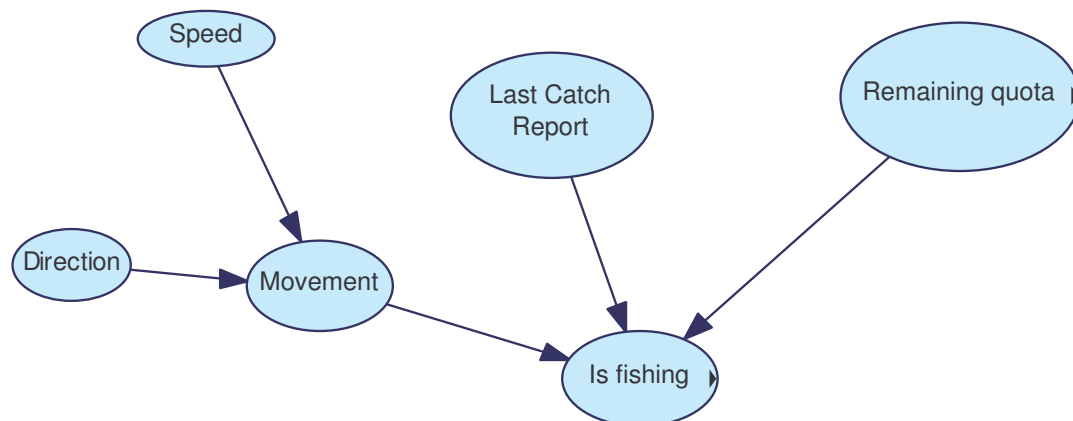 Speed
Last Catch
Report
Remaining quota
Direction
Movement
Is fishing